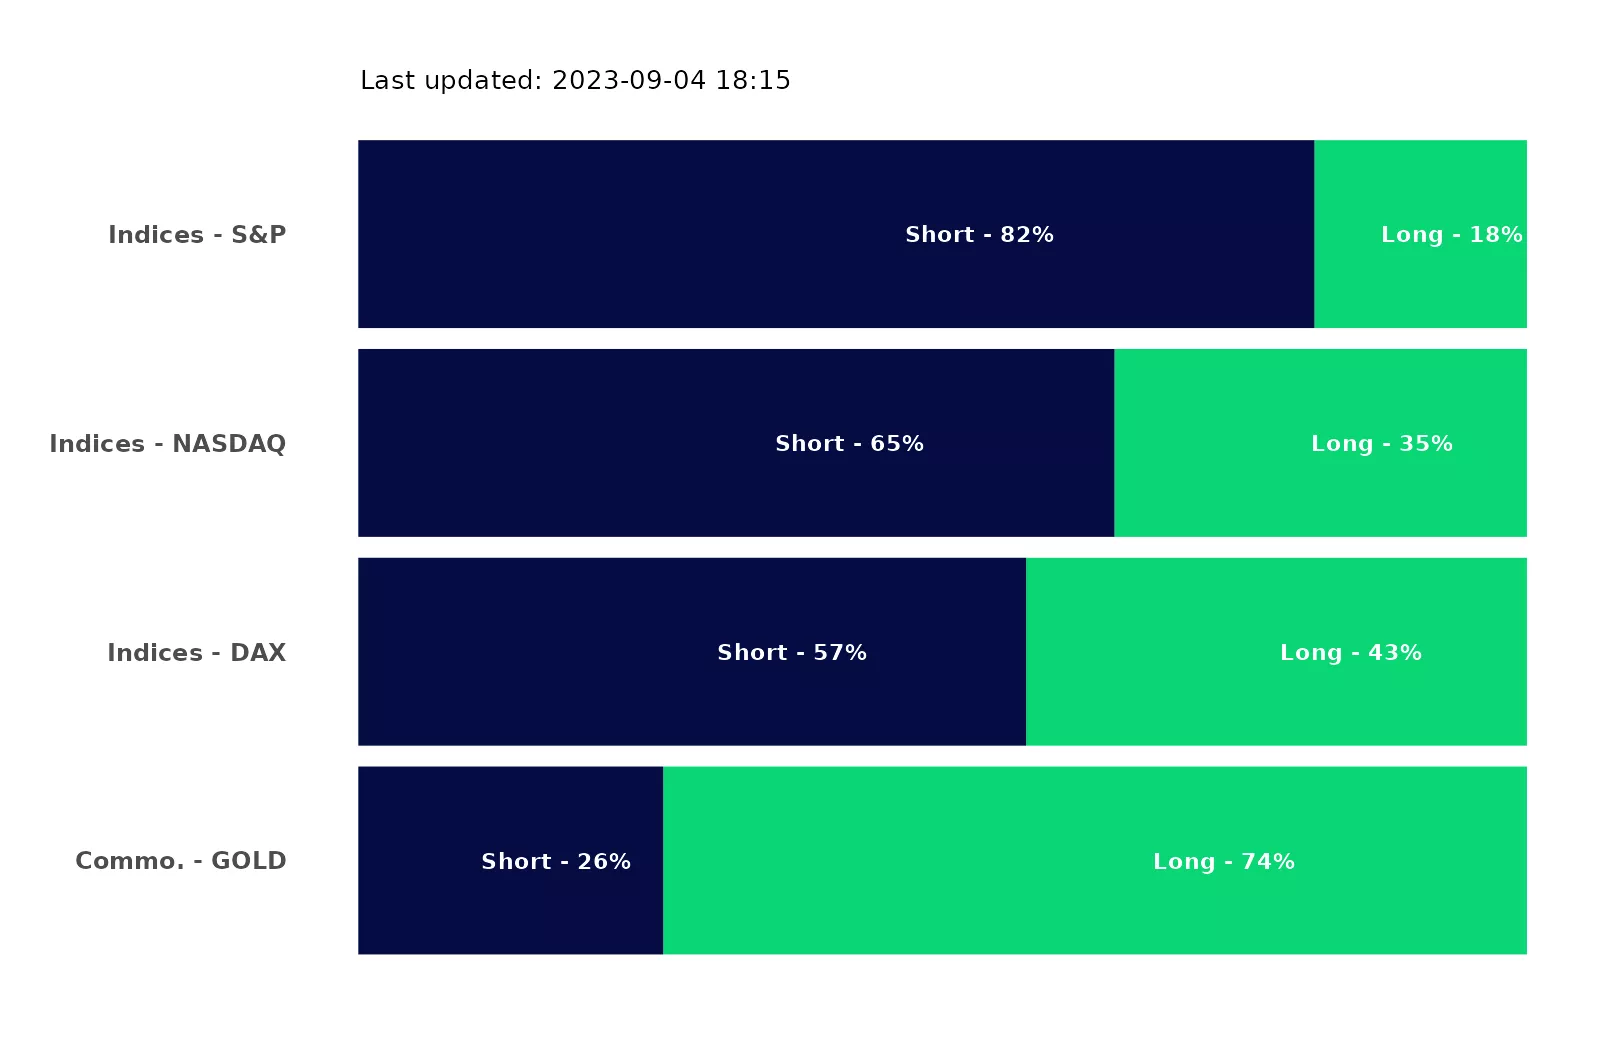 Last updated: 2023-09-04 18:15
Indices - S&P Short - 82% Long - 18%
Indices - NASDAQ Short - 65% Long - 35%
Indices - DAX Short - 57% Long - 43%
Commo. - GOLD Short - 26% Long - 74%